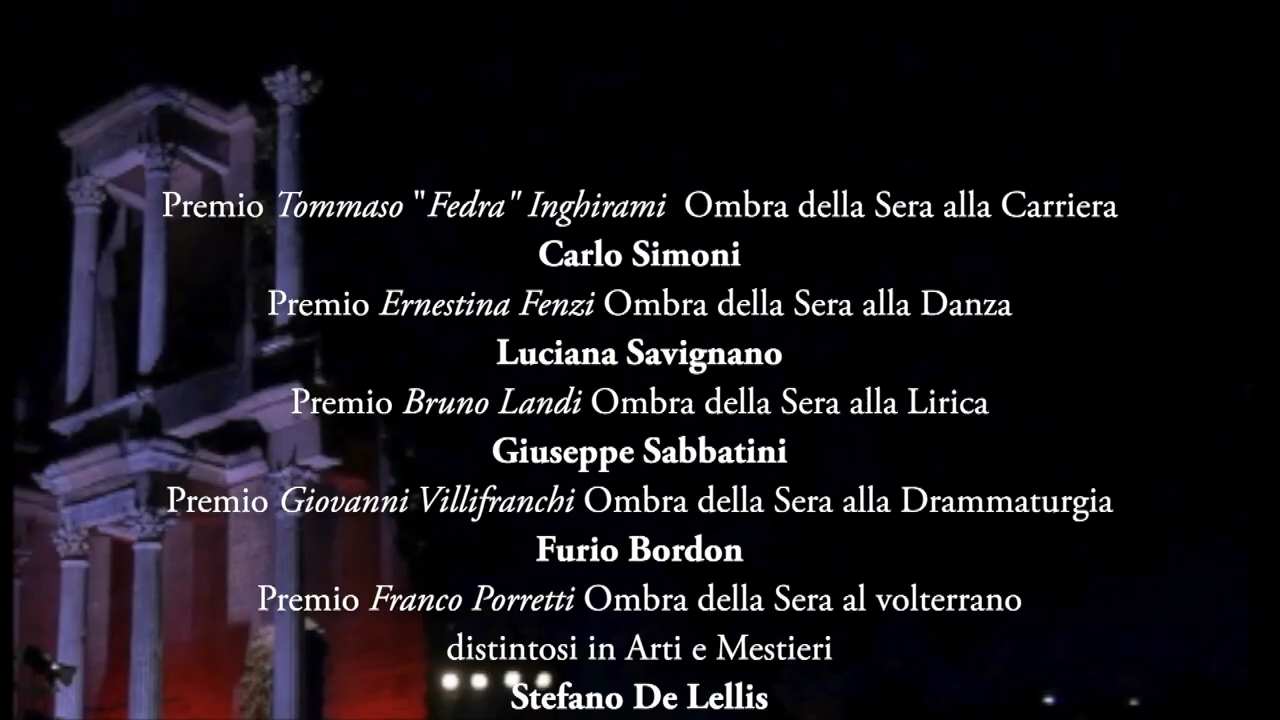 Premio Tommaso "Fedra" Inghirami Ombra della Sera alla Carriera
Carlo Simoni
Premio Ernestina Fenzi Ombra della Sera alla Danza
Luciana Savignano
Premio Bruno Landi Ombra della Sera alla Lirica
Giuseppe Sabbatini
Premio Giovanni Villifranchi Ombra della Sera alla Drammaturgia
Furio Bordon
Premio Franco Porretti Ombra della Sera al volterrano
distintosi in Arti e Mestieri
Stefano De Lellis